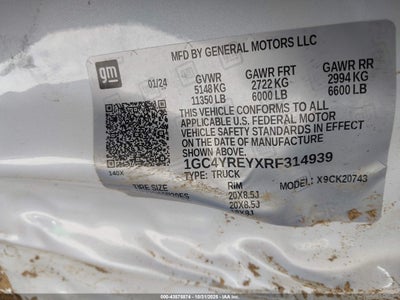 MFD BY GENERAL MOTORS LLC
gm
01/24
GVWR
5148 KG
11350 LB
GAWR FRT
2722 KG
6000 LB
GAWR RR
2994 KG
6600 LB
THIS VEHICLE CONFORMS TO ALL
APPLICABLE U.S. FEDERAL MOTOR
VEHICLE SAFETY STANDARDS IN EFFECT
ON THE DATE OF MANUFACTURE
SHOWN ABOVE.
1GC4YREYXRF314939
TYPE: TRUCK
MODEL: X9CK20743
140X
TIRE SIZE
RIM
20X8.5J
20X8.5J
18X8J
000-43576874 | 10/31/2025 | IAA Inc.